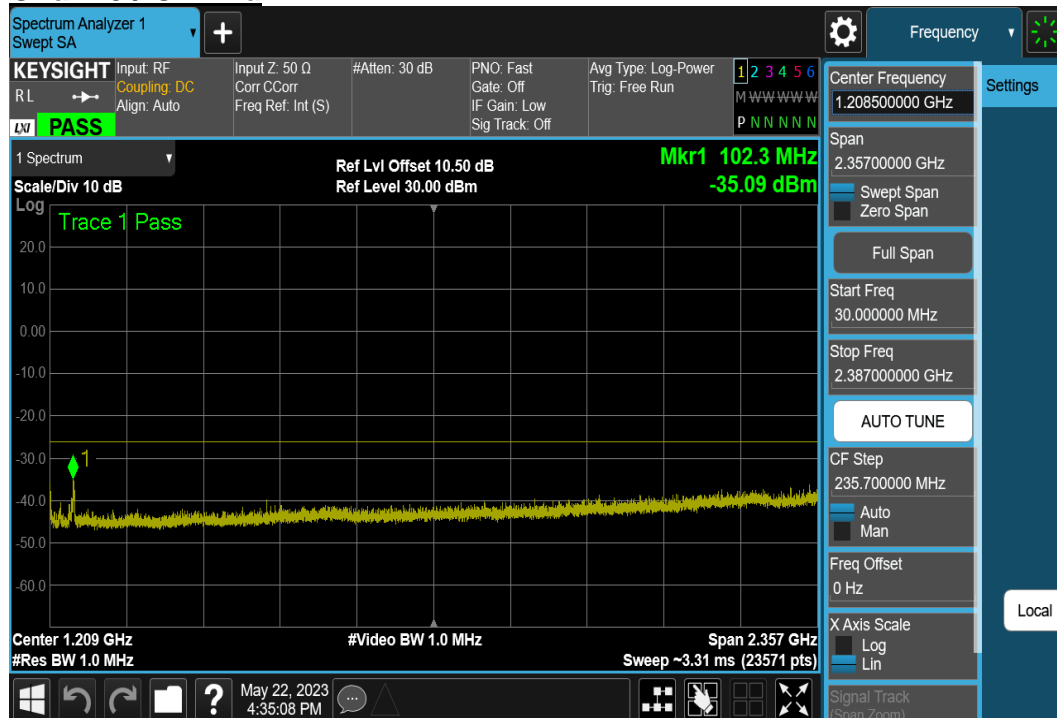 Spectrum Analyzer 1
Swept SA
Frequency
KEYSIGHT
Input: RF
Input Z: 50 Ω
#Atten: 30 dB
PNO: Fast
Avg Type: Log-Power
1 2 3 4 5 6
R L
Coupling: DC
Corr CCorr
Gate: Off
Trig: Free Run
M W W W W W
Align: Auto
Freq Ref: Int (S)
IF Gain: Low
LXI
PASS
Sig Track: Off
P N N N N N
Center Frequency
1.208500000 GHz
Settings
1 Spectrum
Ref Lvl Offset 10.50 dB
Mkr1 102.3 MHz
Scale/Div 10 dB
Ref Level 30.00 dBm
-35.09 dBm
Log
Trace 1 Pass
20.0
10.0
0.00
-10.0
-20.0
-30.0
1
-40.0
-50.0
-60.0
Center 1.209 GHz
#Video BW 1.0 MHz
Span 2.357 GHz
#Res BW 1.0 MHz
Sweep ~3.31 ms (23571 pts)
Span
2.35700000 GHz
Swept Span
Zero Span
Full Span
Start Freq
30.000000 MHz
Stop Freq
2.387000000 GHz
AUTO TUNE
CF Step
235.700000 MHz
Auto
Man
Freq Offset
0 Hz
Local
X Axis Scale
Log
Lin
Signal Track
(Span Zoom)
?
May 22, 2023
4:35:08 PM